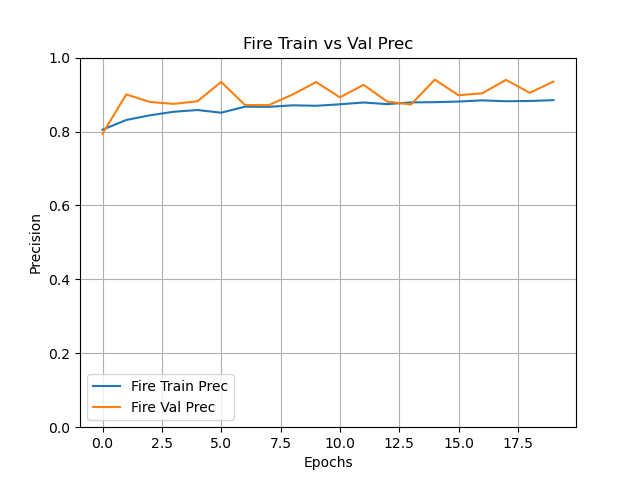 Fire Train vs Val Prec
1.0
0.8
0.6
0.4
0.2
0.0
Precision
Fire Train Prec
Fire Val Prec
0.0 2.5 5.0 7.5 10.0 12.5 15.0 17.5
Epochs